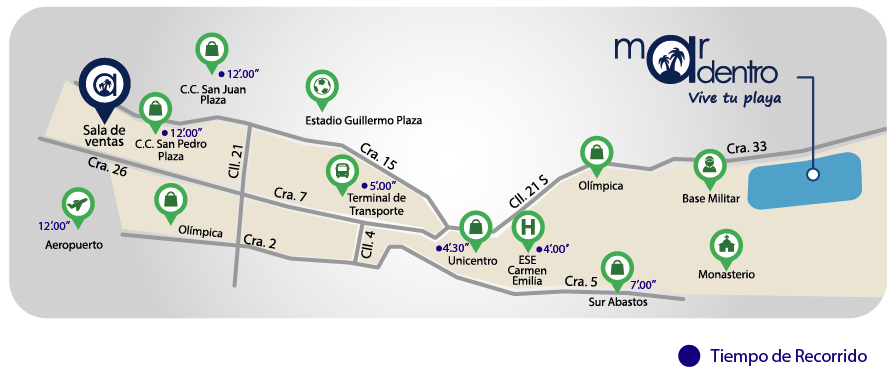 mar
adentro
Vive tu playa
12'.00"
C.C. San Juan
Plaza
Estadio Guillermo Plaza
Sala de
ventas
12'.00"
C.C. San Pedro
Plaza
Cll. 21
Cra. 15
Cra. 26
Cra. 7
5'.00"
Terminal de
Transporte
Cll. 21 S
Olímpica
Cra. 33
Base Militar
12'.00"
Aeropuerto
Olímpica
Cra. 2
Cll. 4
4'.30"
Unicentro
H
4'.00"
ESE
Carmen
Emilia
Cra. 5
7'.00"
Sur Abastos
Monasterio
Tiempo de Recorrido